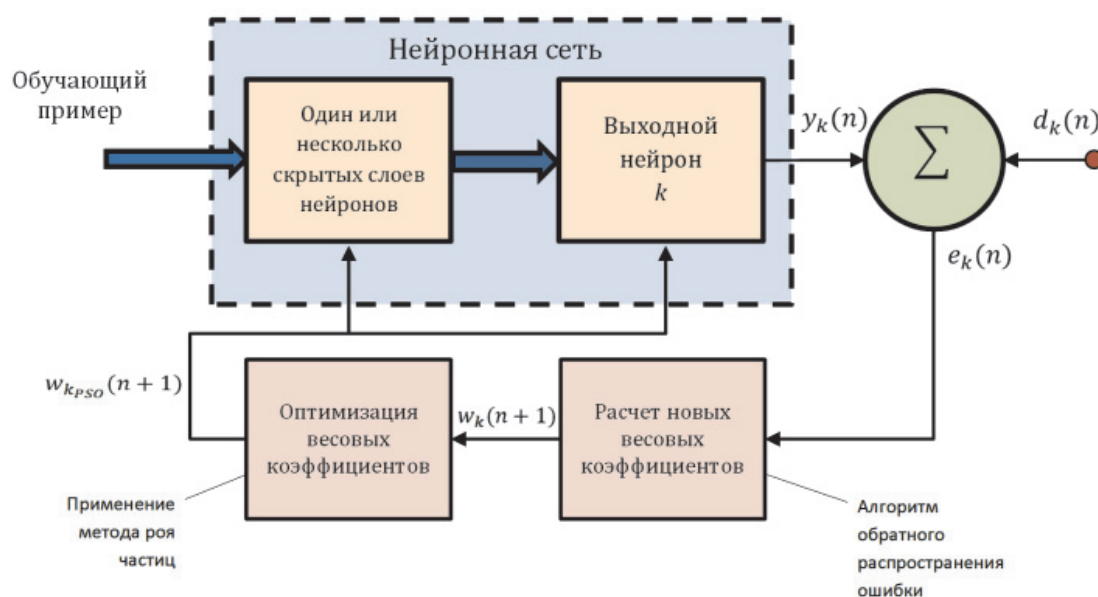 Нейронная сеть
Обучающий
пример
Один или
несколько
скрытых слоев
нейронов
Выходной
нейрон
k
y_k(n)
∑
d_k(n)
e_k(n)
w_{k_{PSO}}(n + 1)
Оптимизация
весовых
коэффициентов
w_k(n + 1)
Расчет новых
весовых
коэффициентов
Применение
метода роя
частиц
Алгоритм
обратного
распространения
ошибки